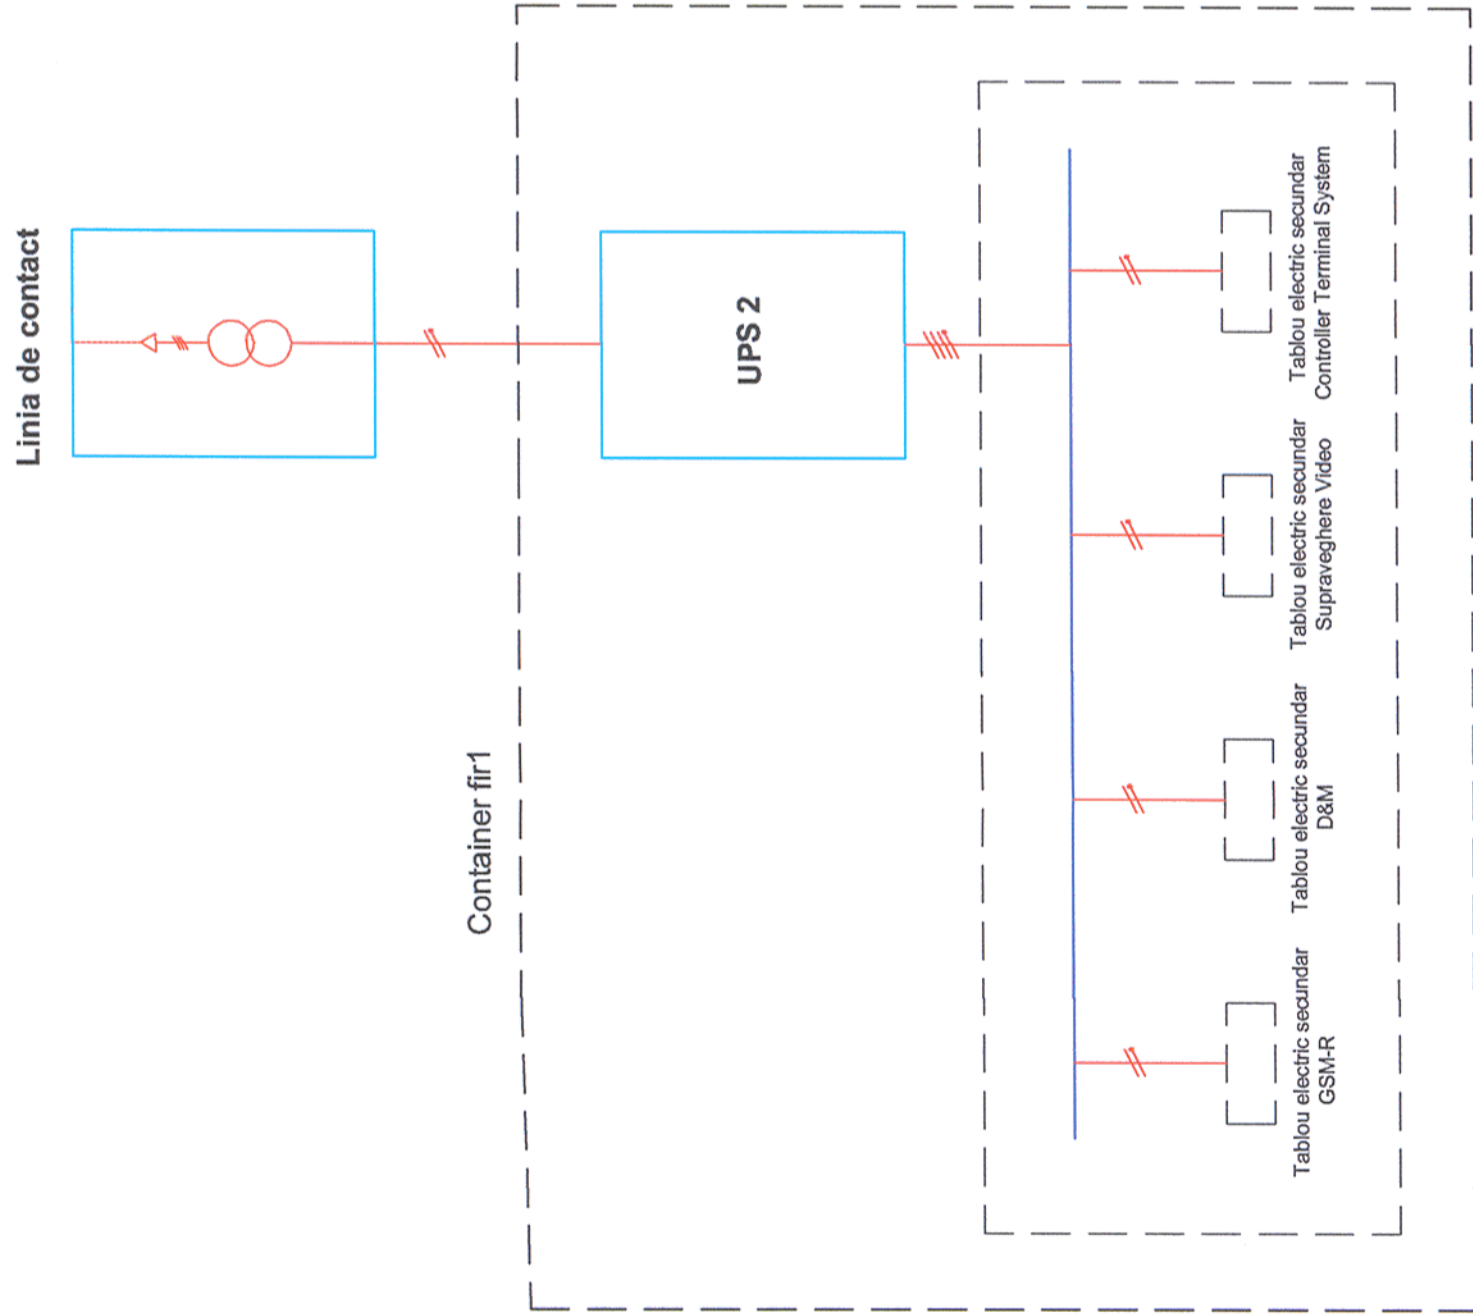 Linia de contact
Container fir1
UPS 2
Tablou electric secundar
GSM-R
Tablou electric secundar
D&M
Tablou electric secundar
Supraveghere Video
Tablou electric secundar
Controller Terminal System